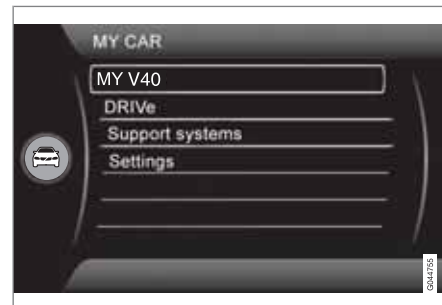 MY CAR
MY V40
DRIVe
Support systems
Settings
G044755